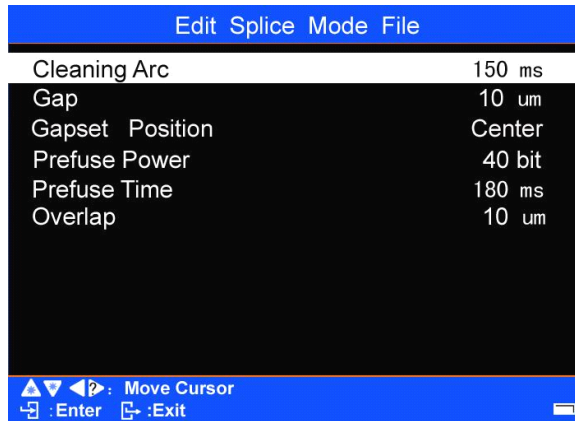 Edit Splice Mode File
Cleaning Arc 150 ms
Gap 10 um
Gapset Position Center
Prefuse Power 40 bit
Prefuse Time 180 ms
Overlap 10 um
?: Move Cursor
:Enter :Exit